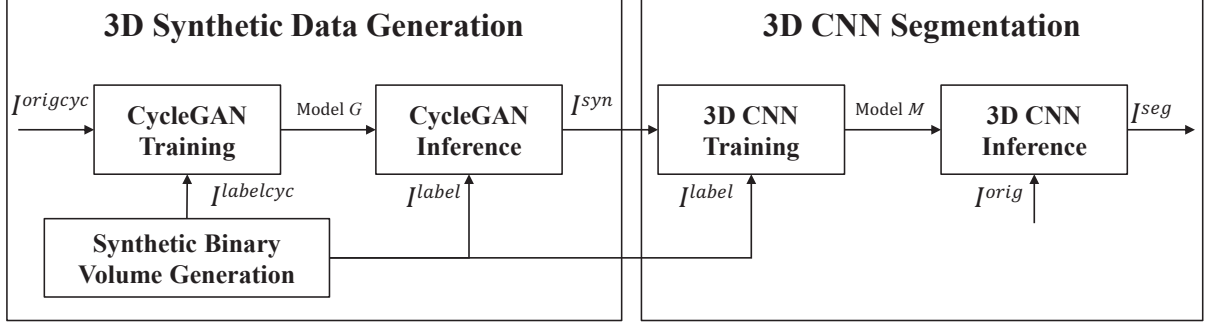 3D Synthetic Data Generation
I^{origcyc}
CycleGAN
Training
Model G
CycleGAN
Inference
I^{syn}
I^{labelcyc}
I^{label}
Synthetic Binary
Volume Generation
3D CNN Segmentation
3D CNN
Training
Model M
3D CNN
Inference
I^{seg}
I^{label}
I^{orig}